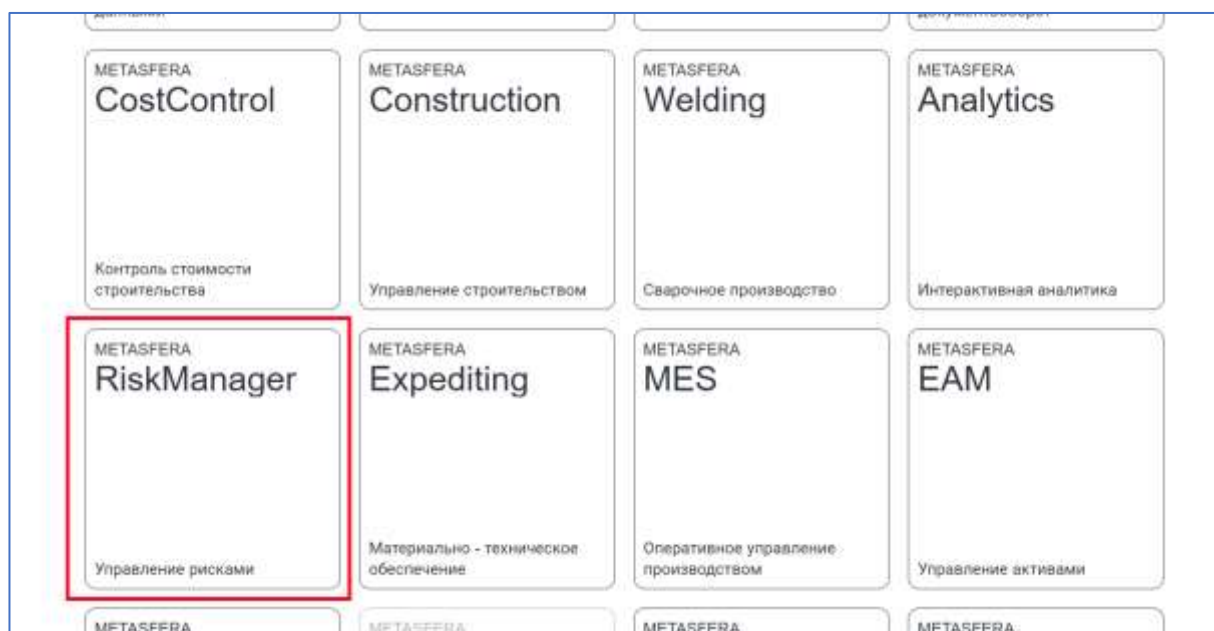 METASFERA
CostControl
Контроль стоимости
строительства
METASFERA
Construction
Управление строительством
METASFERA
Welding
Сварочное производство
METASFERA
Analytics
Интерактивная аналитика
METASFERA
RiskManager
Управление рисками
METASFERA
Expediting
Материально - техническое
обеспечение
METASFERA
MES
Оперативное управление
производством
METASFERA
EAM
Управление активами
METASFERA
METASFERA
METASFERA
METASFERA